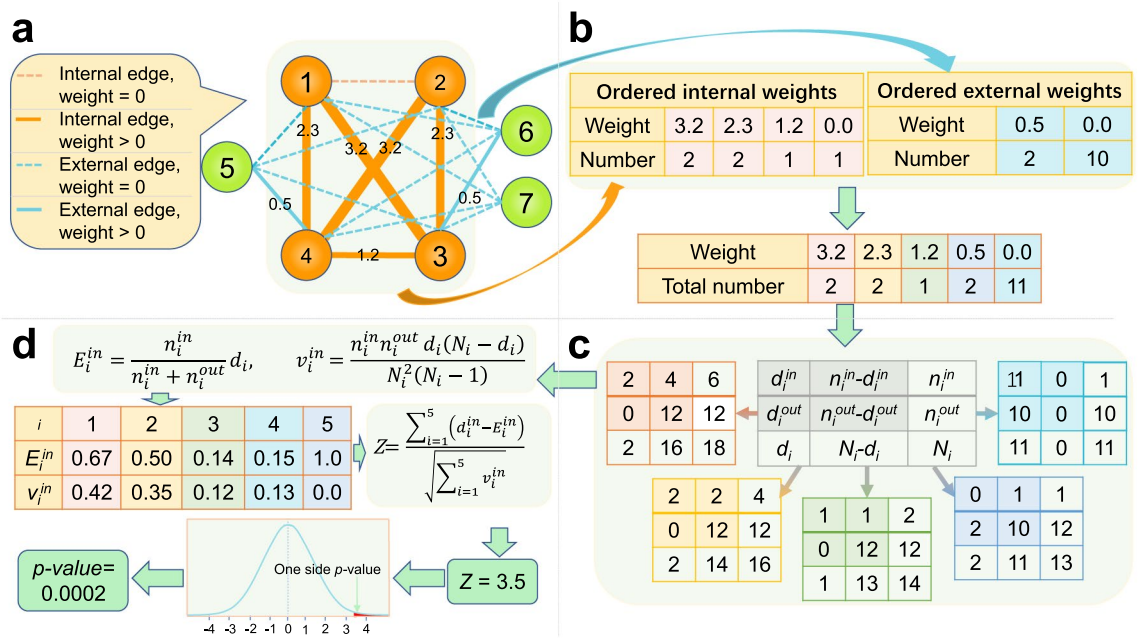 a
Internal edge,
weight = 0
Internal edge,
weight > 0
External edge,
weight = 0
External edge,
weight > 0
1
2
2.3
2.3
3.2
3.2
6
5
7
0.5
0.5
4
1.2
3
b
Ordered internal weights
Weight 3.2 2.3 1.2 0.0
Number 2 2 1 1
Ordered external weights
Weight 0.5 0.0
Number 2 10
Weight 3.2 2.3 1.2 0.5 0.0
Total number 2 2 1 2 11
c
2 4 6
0 12 12
2 16 18
d_i^{in} n_i^{in}-d_i^{in} n_i^{in}
d_i^{out} n_i^{out}-d_i^{out} n_i^{out}
d_i N_i-d_i N_i
11 0 1
10 0 10
11 0 11
2 2 4
0 12 12
2 14 16
1 1 2
0 12 12
1 13 14
0 1 1
2 10 12
2 11 13
d
E_i^{in} = \frac{n_i^{in}}{n_i^{in} + n_i^{out}} d_i, v_i^{in} = \frac{n_i^{in} n_i^{out} d_i(N_i - d_i)}{N_i^2(N_i - 1)}
i 1 2 3 4 5
E_i^{in} 0.67 0.50 0.14 0.15 1.0
v_i^{in} 0.42 0.35 0.12 0.13 0.0
Z= \frac{\sum_{i=1}^{5} (d_i^{in}-E_i^{in})}{\sqrt{\sum_{i=1}^{5} v_i^{in}}}
Z = 3.5
One side p-value
-4 -3 -2 -1 0 1 2 3 4
p-value=
0.0002